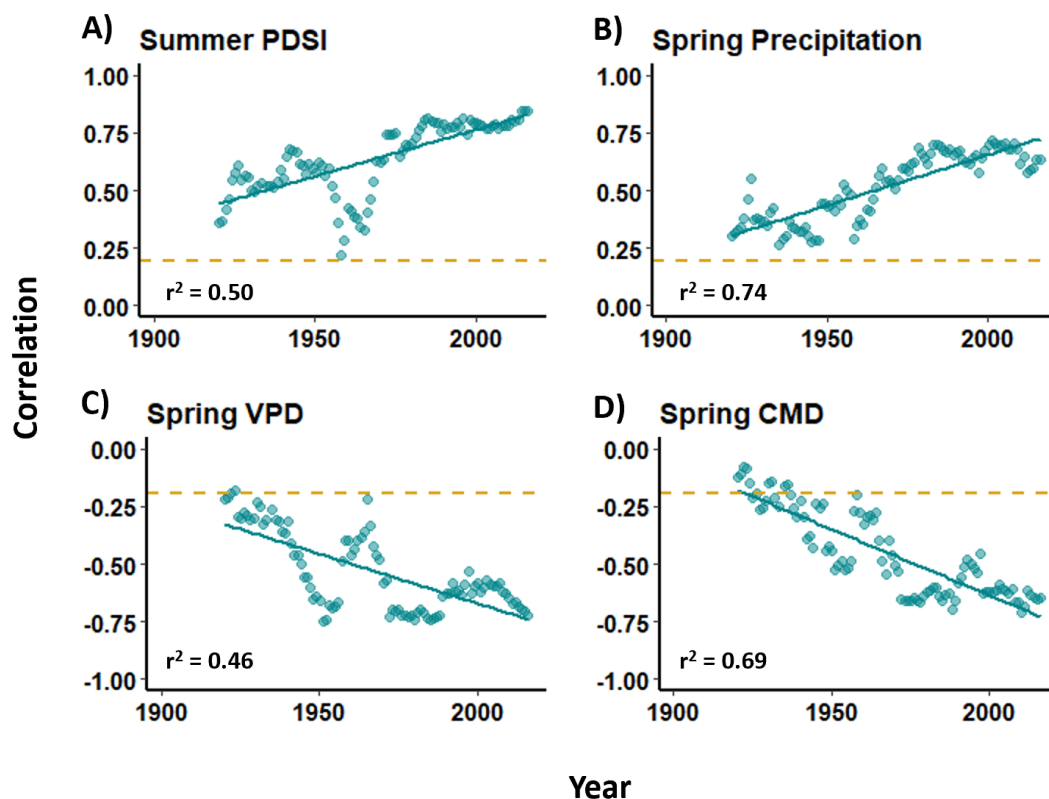 A)
Summer PDSI
1.00
0.75
0.50
0.25
0.00
r² = 0.50
1900
1950
2000
B)
Spring Precipitation
1.00
0.75
0.50
0.25
0.00
r² = 0.74
1900
1950
2000
Correlation
C)
Spring VPD
0.00
-0.25
-0.50
-0.75
-1.00
r² = 0.46
1900
1950
2000
D)
Spring CMD
0.00
-0.25
-0.50
-0.75
-1.00
r² = 0.69
1900
1950
2000
Year